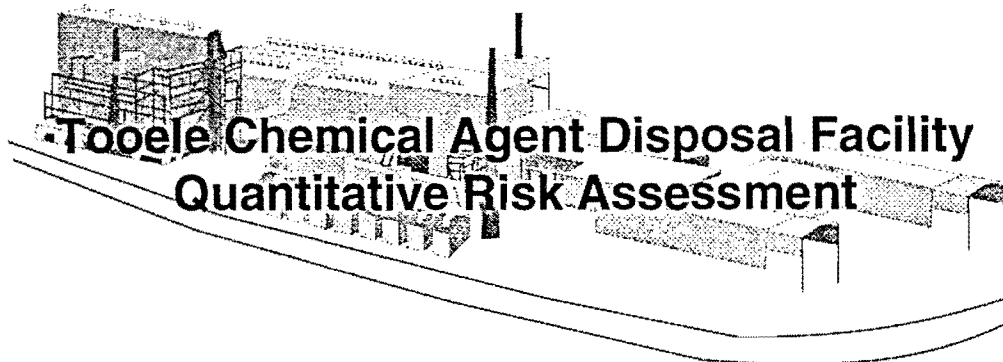 Tooele Chemical Agent Disposal Facility
Quantitative Risk Assessment